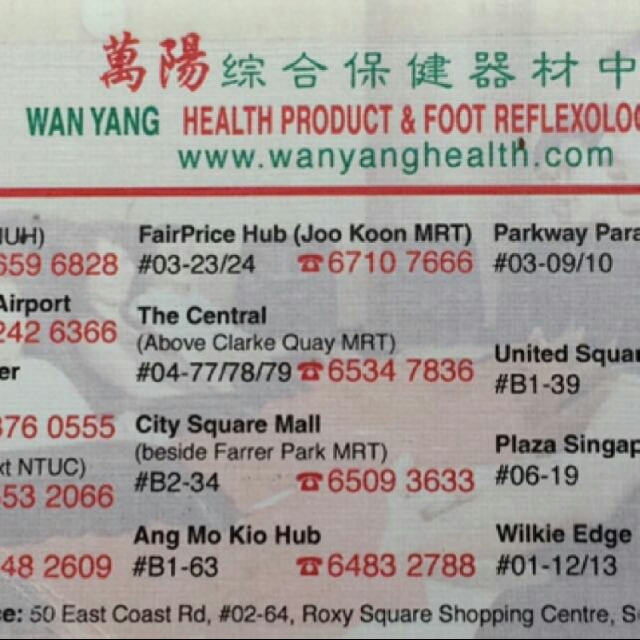 萬陽综合保健器材中
WAN YANG HEALTH PRODUCT & FOOT REFLEXOLO
www.wanyanghealth.com
NUH)
659 6828
Airport
242 6366
er
376 0555
xt NTUC)
553 2066
48 2609
FairPrice Hub (Joo Koon MRT)
#03-23/24 ☎6710 7666
The Central
(Above Clarke Quay MRT)
#04-77/78/79 ☎6534 7836
City Square Mall
(beside Farrer Park MRT)
#B2-34 ☎6509 3633
Ang Mo Kio Hub
#B1-63 ☎6483 2788
Parkway Para
#03-09/10
United Squar
#B1-39
Plaza Singap
#06-19
Wilkie Edge
#01-12/13
ce: 50 East Coast Rd, #02-64, Roxy Square Shopping Centre, S